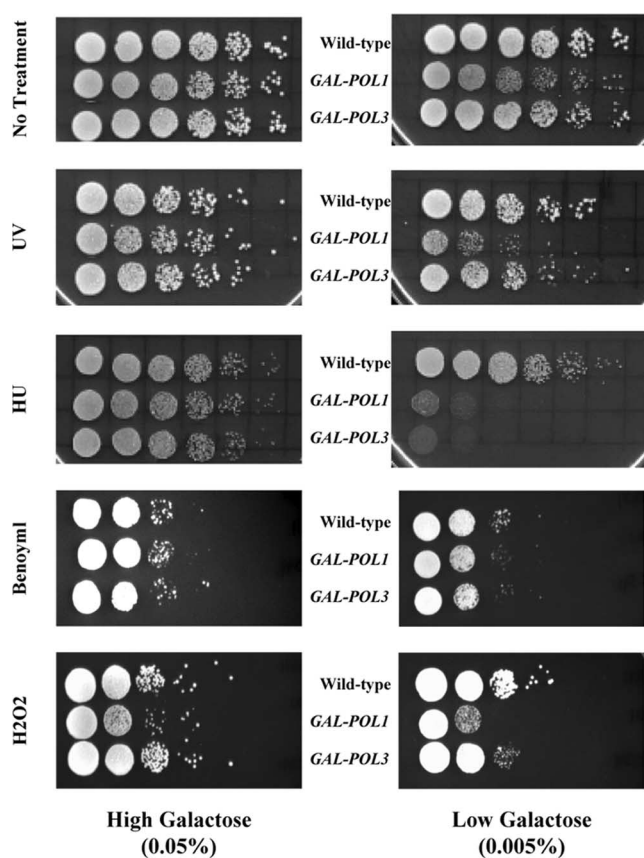 No Treatment
Wild-type
GAL-POL1
GAL-POL3
UV
Wild-type
GAL-POL1
GAL-POL3
HU
Wild-type
GAL-POL1
GAL-POL3
Benoyml
Wild-type
GAL-POL1
GAL-POL3
H2O2
Wild-type
GAL-POL1
GAL-POL3
High Galactose
(0.05%)
Low Galactose
(0.005%)